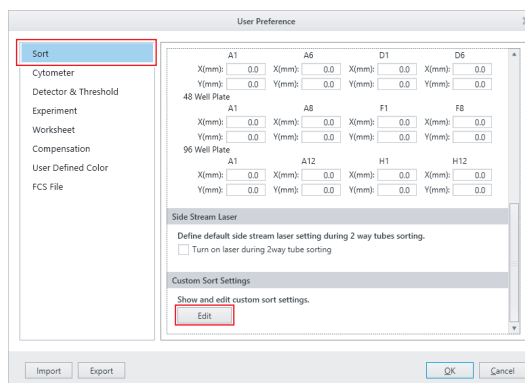 User Preference
Sort
Cytometer
Detector & Threshold
Experiment
Worksheet
Compensation
User Defined Color
FCS File
A1 A6 D1 D6
X(mm): 0.0 X(mm): 0.0 X(mm): 0.0 X(mm): 0.0
Y(mm): 0.0 Y(mm): 0.0 Y(mm): 0.0 Y(mm): 0.0
48 Well Plate
A1 A8 F1 F8
X(mm): 0.0 X(mm): 0.0 X(mm): 0.0 X(mm): 0.0
Y(mm): 0.0 Y(mm): 0.0 Y(mm): 0.0 Y(mm): 0.0
96 Well Plate
A1 A12 H1 H12
X(mm): 0.0 X(mm): 0.0 X(mm): 0.0 X(mm): 0.0
Y(mm): 0.0 Y(mm): 0.0 Y(mm): 0.0 Y(mm): 0.0
Side Stream Laser
Define default side stream laser setting during 2 way tubes sorting.
Turn on laser during 2way tube sorting
Custom Sort Settings
Show and edit custom sort settings.
Edit
Import Export OK Cancel